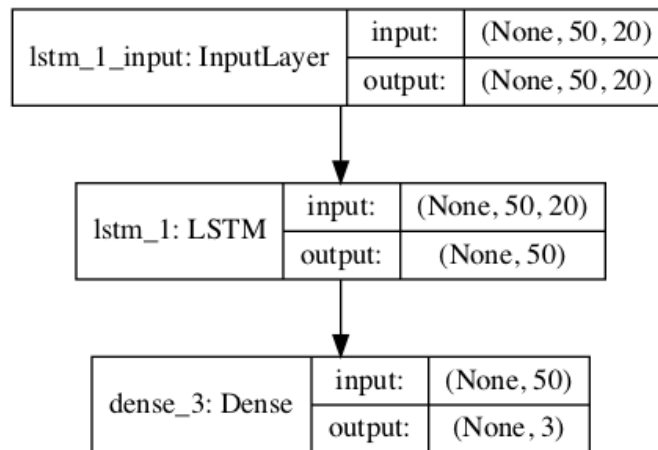 lstm_1_input: InputLayer
input: (None, 50, 20)
output: (None, 50, 20)
lstm_1: LSTM
input: (None, 50, 20)
output: (None, 50)
dense_3: Dense
input: (None, 50)
output: (None, 3)